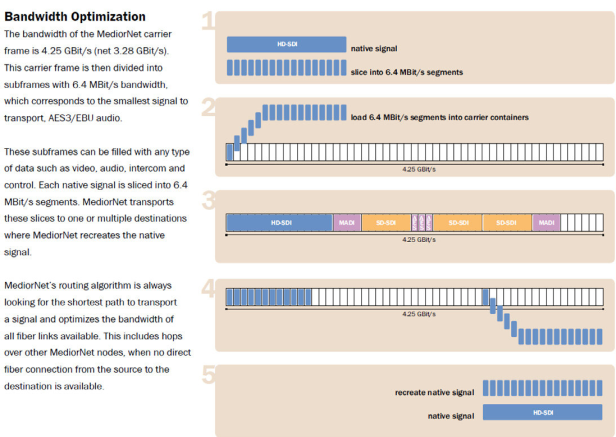 Bandwidth Optimization
The bandwidth of the MediorNet carrier
frame is 4.25 GBit/s (net 3.28 GBit/s).
This carrier frame is then divided into
subframes with 6.4 MBit/s bandwidth,
which corresponds to the smallest signal to
transport, AES3/EBU audio.
These subframes can be filled with any type
of data such as video, audio, intercom and
control. Each native signal is sliced into 6.4
MBit/s segments. MediorNet transports
these slices to one or multiple destinations
where MediorNet recreates the native
signal.
MediorNet's routing algorithm is always
looking for the shortest path to transport
a signal and optimizes the bandwidth of
all fiber links available. This includes hops
over other MediorNet nodes, when no direct
fiber connection from the source to the
destination is available.
1
HD-SDI
native signal
slice into 6.4 MBit/s segments
2
load 6.4 MBit/s segments into carrier containers
4.25 GBit/s
3
HD-SDI MADI SD-SDI SD-SDI SD-SDI MADI
4.25 GBit/s
4
4.25 GBit/s
5
recreate native signal
native signal
HD-SDI